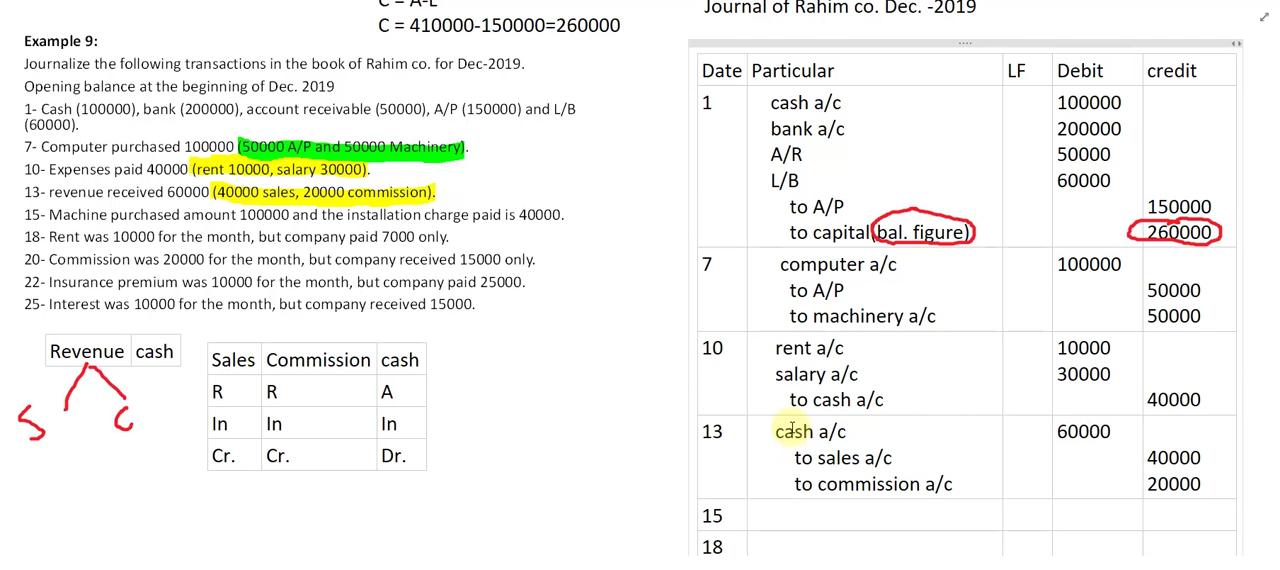 C = A-L
C = 410000-150000=260000
Example 9:
Journalize the following transactions in the book of Rahim co. for Dec-2019.
Opening balance at the beginning of Dec. 2019
1- Cash (100000), bank (200000), account receivable (50000), A/P (150000) and L/B
(60000).
7- Computer purchased 100000 (50000 A/P and 50000 Machinery).
10- Expenses paid 40000 (rent 10000, salary 30000).
13- revenue received 60000 (40000 sales, 20000 commission).
15- Machine purchased amount 100000 and the installation charge paid is 40000.
18- Rent was 10000 for the month, but company paid 7000 only.
20- Commission was 20000 for the month, but company received 15000 only.
22- Insurance premium was 10000 for the month, but company paid 25000.
25- Interest was 10000 for the month, but company received 15000.
Revenue cash
S C
Sales Commission cash
R R A
In In In
Cr. Cr. Dr.
Journal of Rahim co. Dec. -2019
Date Particular LF Debit credit
1 cash a/c 100000
bank a/c 200000
A/R 50000
L/B 60000
to A/P 150000
to capital(bal. figure) 260000
7 computer a/c 100000
to A/P 50000
to machinery a/c 50000
10 rent a/c 10000
salary a/c 30000
to cash a/c 40000
13 cash a/c 60000
to sales a/c 40000
to commission a/c 20000
15
18